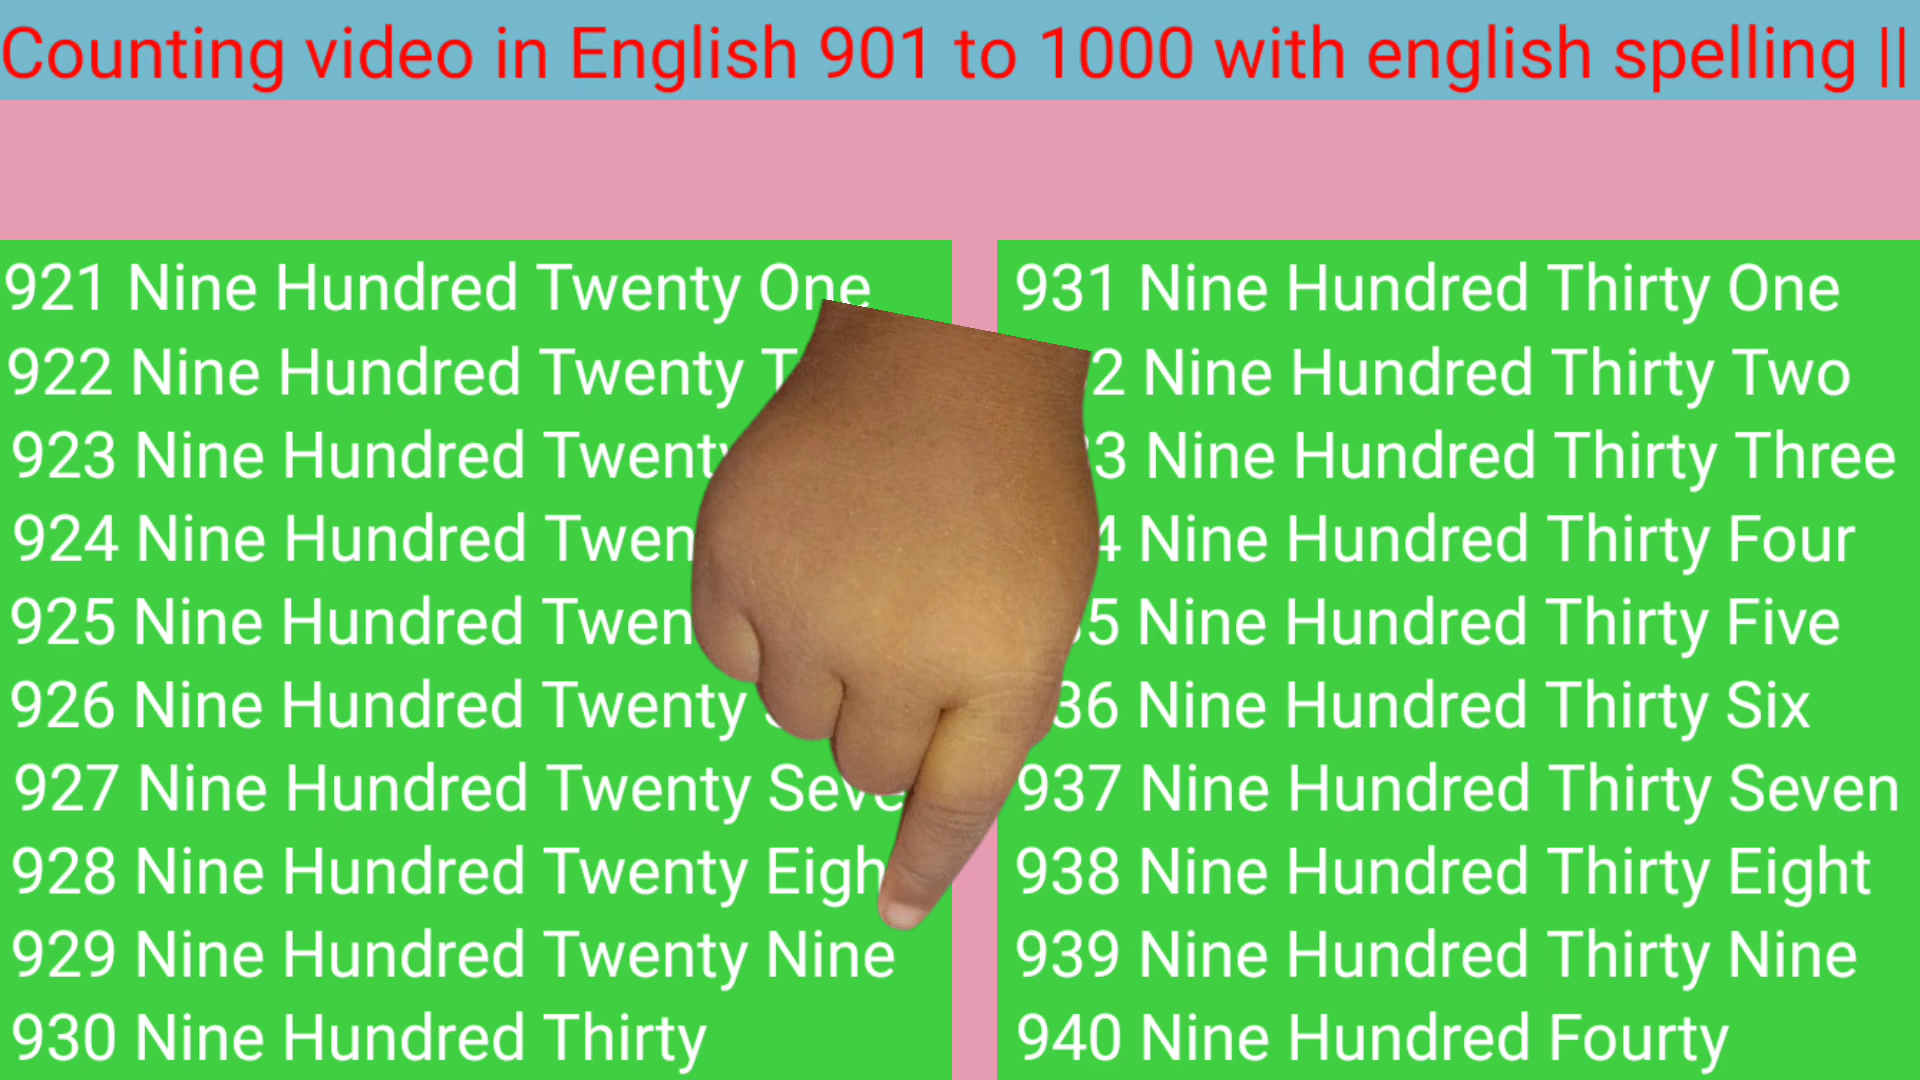 Counting video in English 901 to 1000 with english spelling ||
921 Nine Hundred Twenty One
922 Nine Hundred Twenty
923 Nine Hundred Twenty
924 Nine Hundred
925 Nine Hundred
926 Nine Hundred Twenty
927 Nine Hundred Twenty
928 Nine Hundred Twenty
929 Nine Hundred Twenty Nine
930 Nine Hundred Thirty
931 Nine Hundred Thirty One
Nine Hundred Thirty Two
Nine Hundred Thirty Three
Nine Hundred Thirty Four
Nine Hundred Thirty Five
Nine Hundred Thirty Six
937 Nine Hundred Thirty Seven
938 Nine Hundred Thirty Eight
939 Nine Hundred Thirty Nine
940 Nine Hundred Fourty